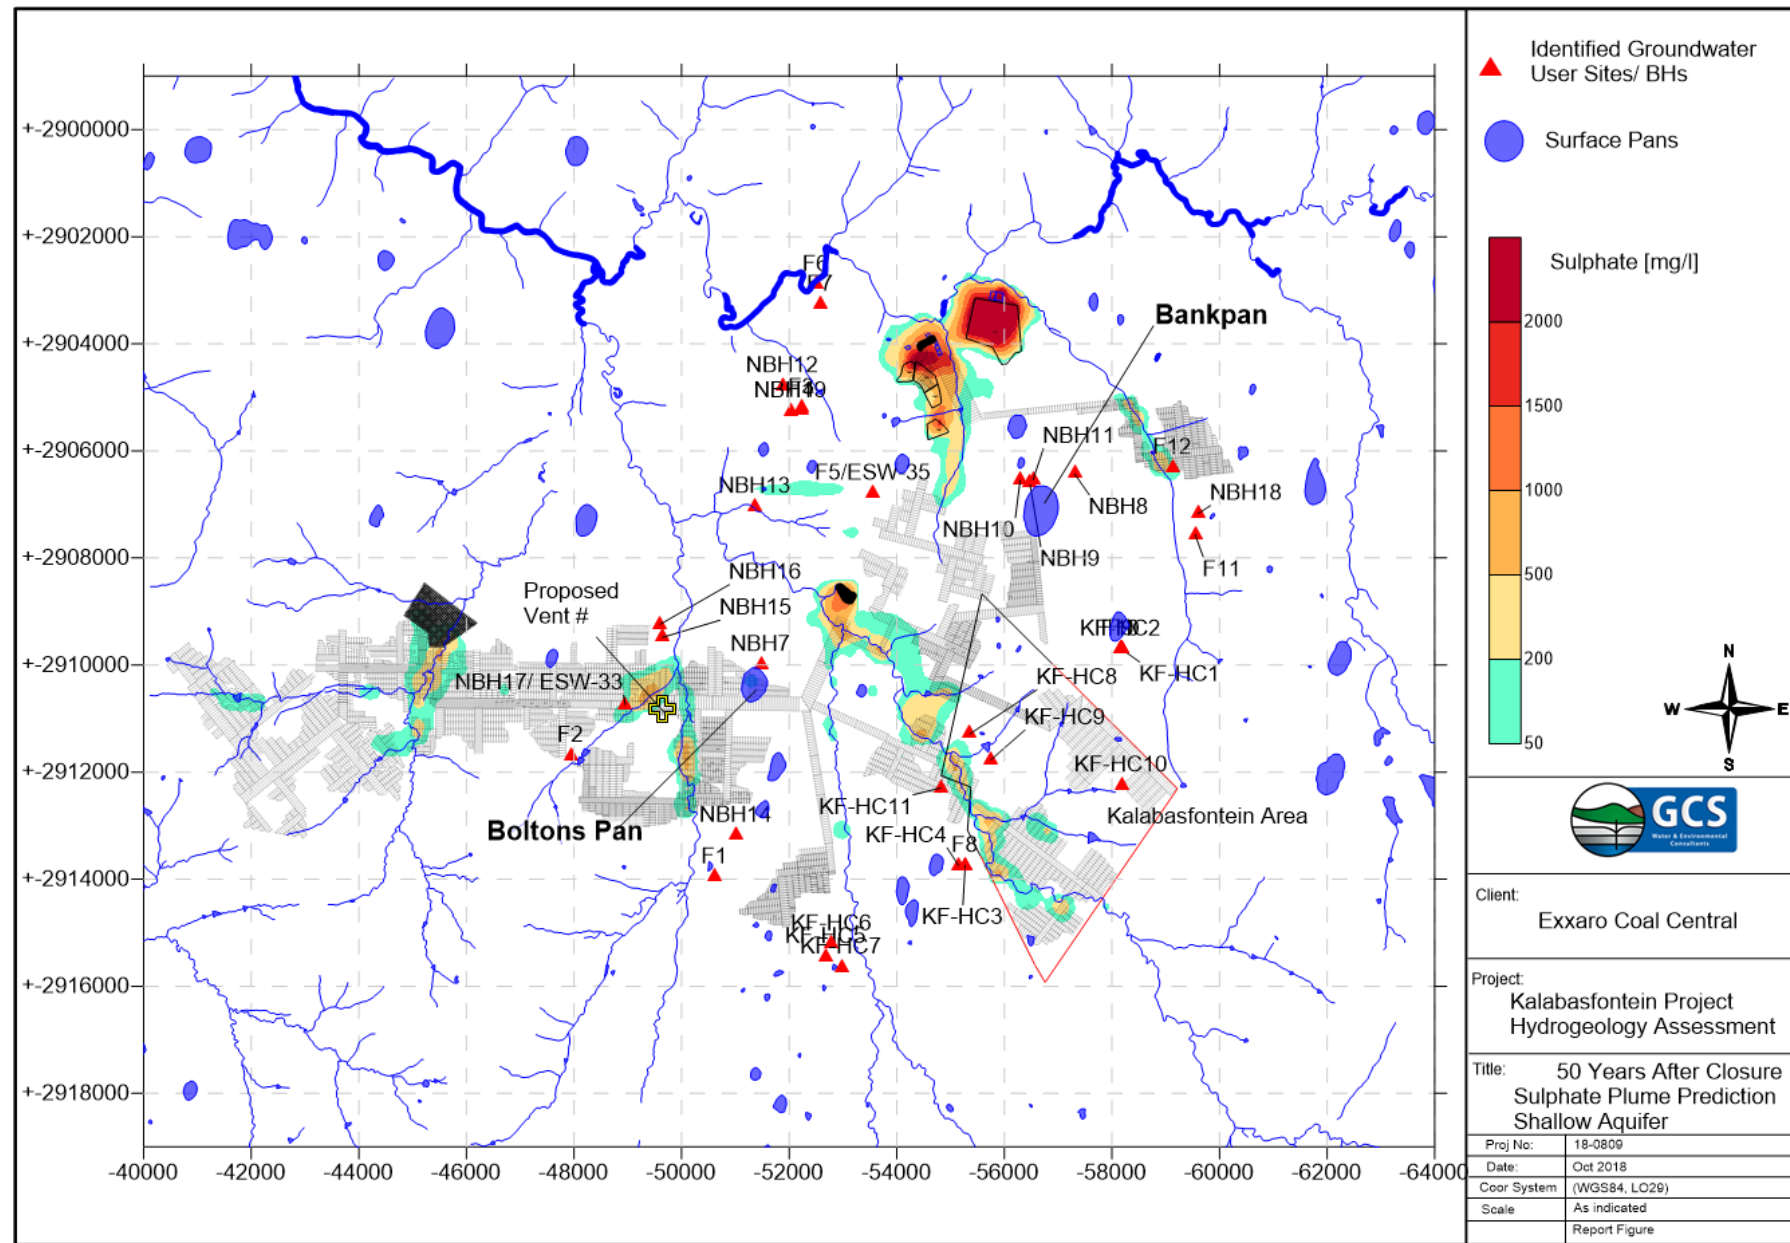 Identified Groundwater
User Sites/ BHs
Surface Pans
Sulphate [mg/l]
2000
1500
1000
500
200
50
N
W
E
S
GCS
Water & Environmental
Consultants
Client:
Exxaro Coal Central
Project:
Kalabasfontein Project
Hydrogeology Assessment
Title:
50 Years After Closure
Sulphate Plume Prediction
Shallow Aquifer
Proj No:
18-0809
Date:
Oct 2018
Coor System
(WGS84, LO29)
Scale
As indicated
Report Figure
+-2900000
+-2902000
+-2904000
+-2906000
+-2908000
+-2910000
+-2912000
+-2914000
+-2916000
+-2918000
-40000
-42000
-44000
-46000
-48000
-50000
-52000
-54000
-56000
-58000
-60000
-62000
-64000
F6
F7
Bankpan
NBH12
NBH11
F12
F5/ESW-35
NBH13
NBH18
NBH8
NBH10
NBH9
F11
NBH16
Proposed
Vent #
NBH15
NBH7
KF-HC2
KF-HC1
KF-HC8
NBH17/ ESW-33
KF-HC9
F2
KF-HC10
KF-HC11
NBH14
Kalabasfontein Area
Boltons Pan
KF-HC4
F8
F1
KF-HC3
KF-HC6
KF-HC5
KF-HC7